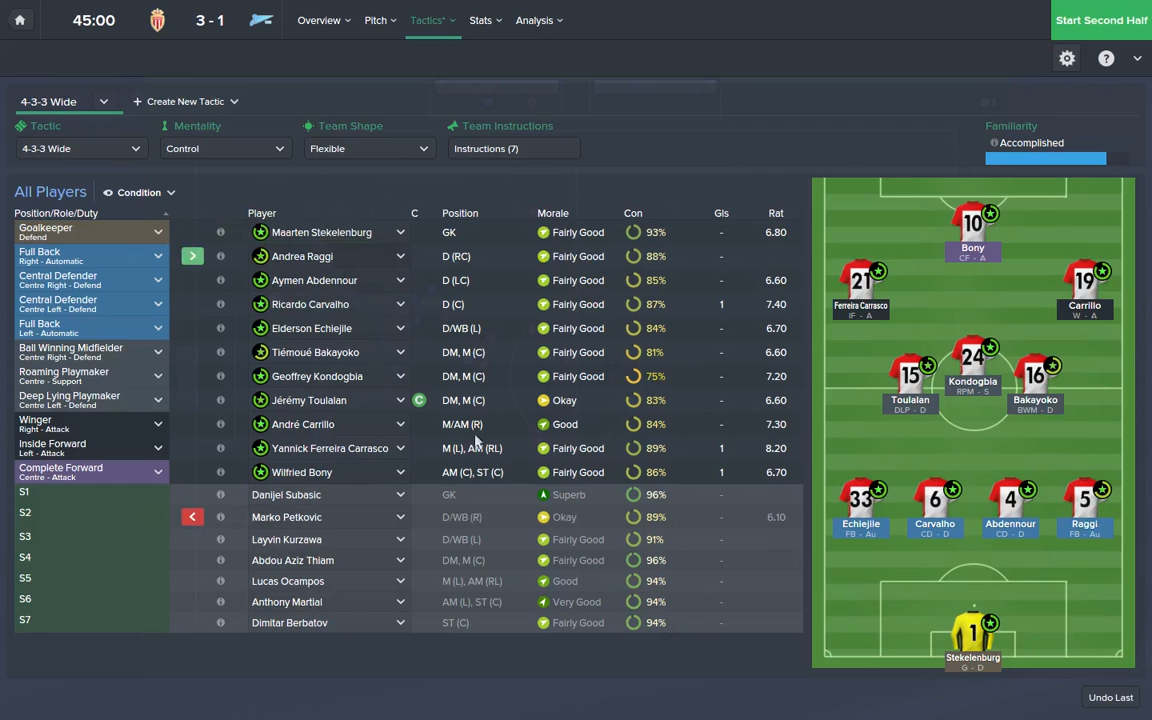 45:00 3 - 1 Overview Pitch Tactics* Stats Analysis Start Second Half
?
4-3-3 Wide + Create New Tactic
Tactic Mentality Team Shape Team Instructions Familiarity
4-3-3 Wide Control Flexible Instructions (7) Accomplished
All Players Condition
Position/Role/Duty Player C Position Morale Con Gls Rat
Goalkeeper
Defend
Maarten Stekelenburg GK Fairly Good 93% - 6.80
Full Back
Right - Automatic
Andrea Raggi D (RC) Fairly Good 88% -
Central Defender
Centre Right - Defend
Aymen Abdennour D (LC) Fairly Good 85% - 6.60
Central Defender
Centre Left - Defend
Ricardo Carvalho D (C) Fairly Good 87% 1 7.40
Full Back
Left - Automatic
Elderson Echiejile D/WB (L) Fairly Good 84% - 6.70
Ball Winning Midfielder
Centre Right - Defend
Tiémoué Bakayoko DM, M (C) Fairly Good 81% - 6.60
Roaming Playmaker
Centre - Support
Geoffrey Kondogbia DM, M (C) Fairly Good 75% - 7.20
Deep Lying Playmaker
Centre Left - Defend
Jérémy Toulalan C DM, M (C) Okay 83% - 6.60
Winger
Right - Attack
André Carrillo M/AM (R) Good 84% - 7.30
Inside Forward
Left - Attack
Yannick Ferreira Carrasco M (L), AM (RL) Fairly Good 89% 1 8.20
Complete Forward
Centre - Attack
Wilfried Bony AM (C), ST (C) Fairly Good 86% 1 6.70
S1 Danijel Subasic GK Superb 96% -
S2 Marko Petkovic D/WB (R) Okay 89% - 6.10
S3 Layvin Kurzawa D/WB (L) Fairly Good 91% -
S4 Abdou Aziz Thiam DM, M (C) Fairly Good 96% -
S5 Lucas Ocampos M (L), AM (RL) Good 94% -
S6 Anthony Martial AM (L), ST (C) Very Good 94% -
S7 Dimitar Berbatov ST (C) Fairly Good 94% -
10
Bony
CF - A
21 19
Ferreira Carrasco Carrillo
IF - A W - A
24
Kondogbia
RPM - S
15 16
Toulalan Bakayoko
DLP - D BWM - D
33 6 4 5
Echiejile Carvalho Abdennour Raggi
FB - Au CD - D CD - D FB - Au
1
Stekelenburg
G - D
Undo Last